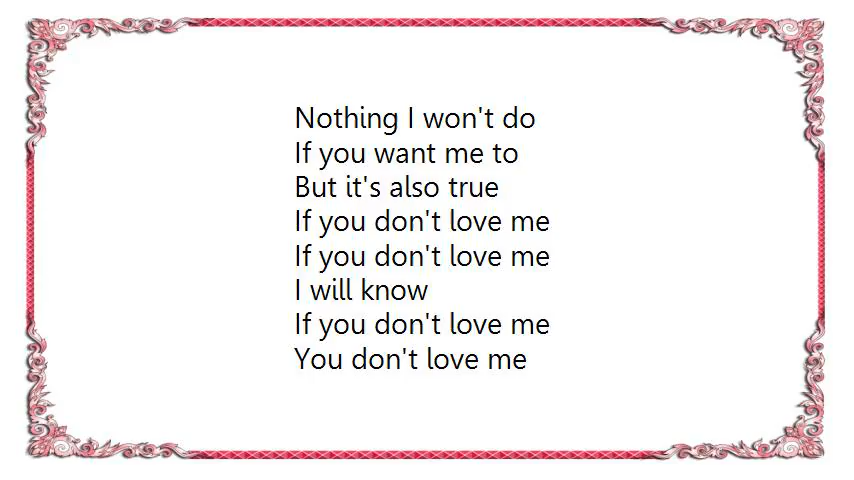 Nothing I won't do
If you want me to
But it's also true
If you don't love me
If you don't love me
I will know
If you don't love me
You don't love me